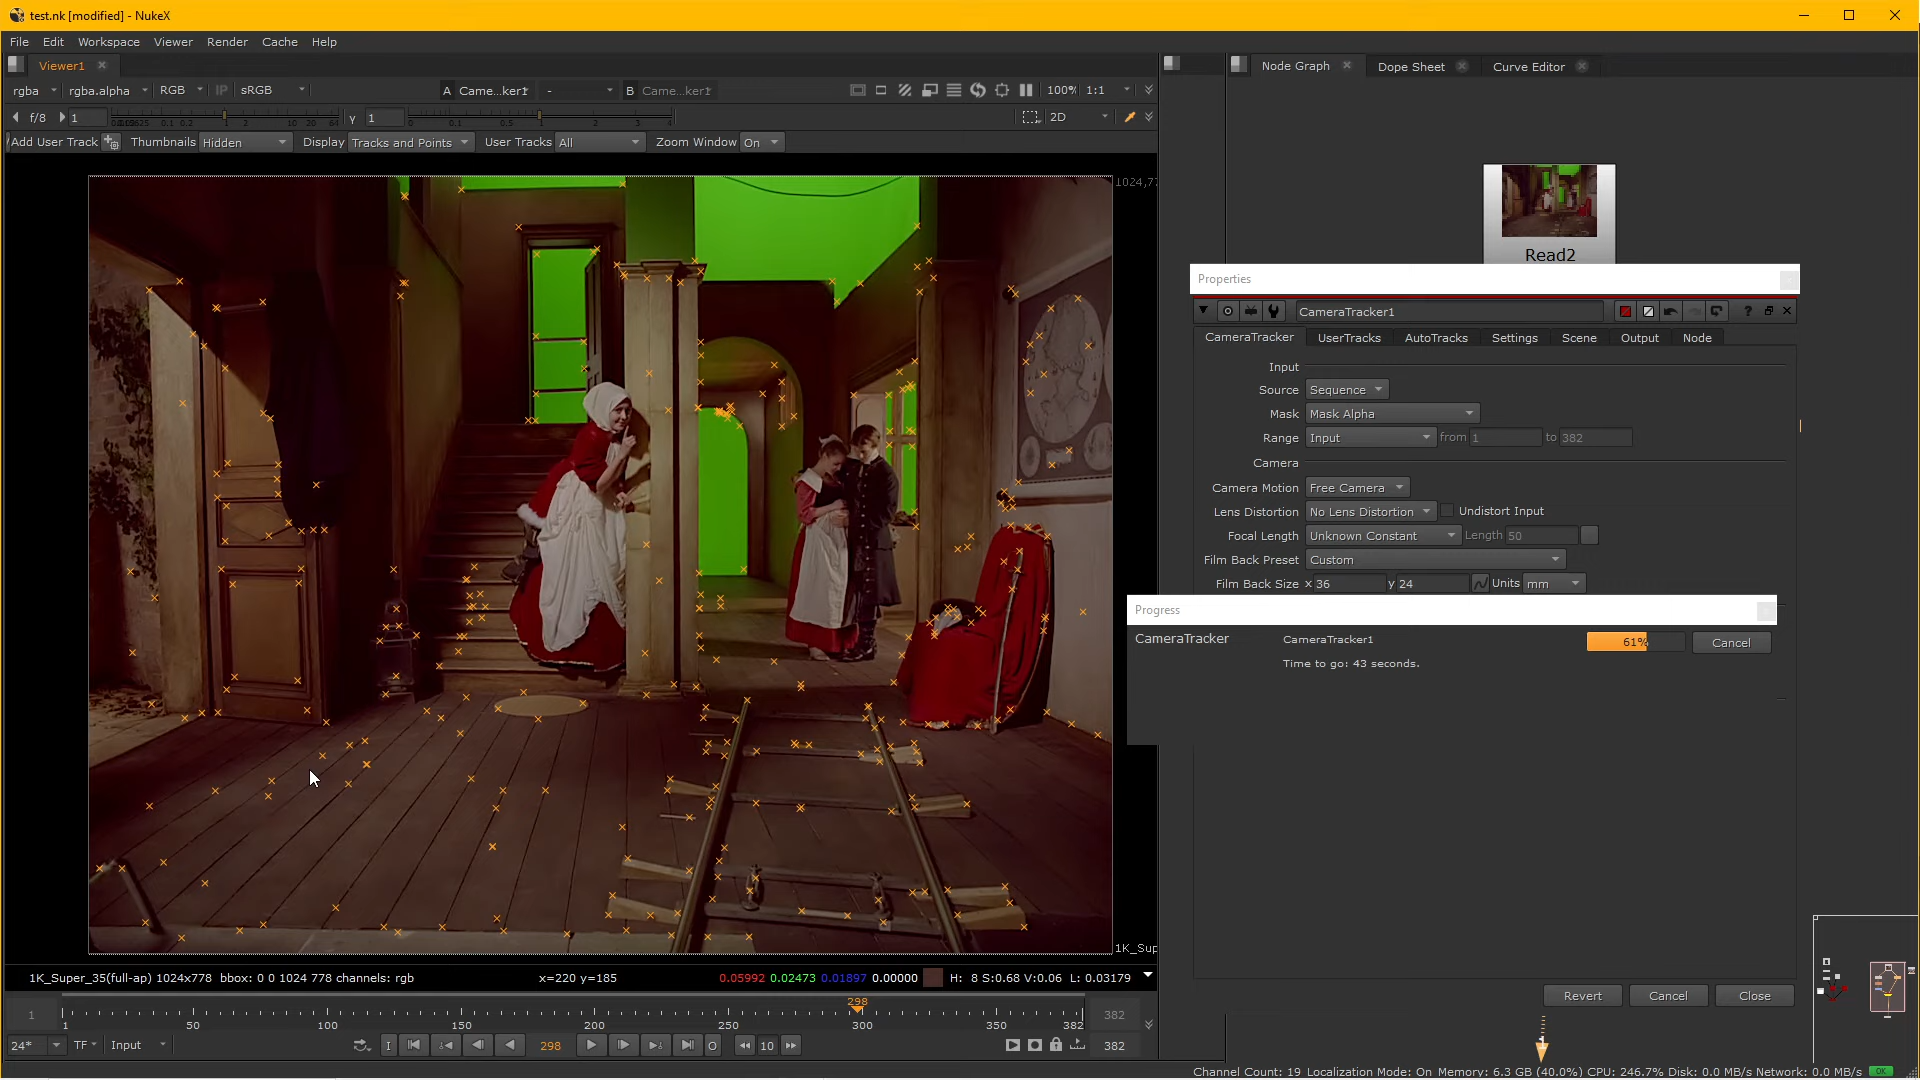 test.nk [modified] - NukeX
File Edit Workspace Viewer Render Cache Help
Viewer1
Node Graph Dope Sheet Curve Editor
rgba rgba.alpha RGB IP sRGB A Came...ker1 - B Came...ker1 100% 1:1
f/8 1 y 1 2D
Add User Track Thumbnails Hidden Display Tracks and Points User Tracks All Zoom Window On
Read2
Properties
CameraTracker1
CameraTracker UserTracks AutoTracks Settings Scene Output Node
Input
Source Sequence
Mask Mask Alpha
Range Input from 1 to 382
Camera
Camera Motion Free Camera
Lens Distortion No Lens Distortion Undistort Input
Focal Length Unknown Constant Length 50
Film Back Preset Custom
Film Back Size x 36 y 24 Units mm
Progress
CameraTracker CameraTracker1 61% Cancel
Time to go: 43 seconds.
1K_Super_35(full-ap) 1024x778 bbox: 0 0 1024 778 channels: rgb x=220 y=185 0.05992 0.02473 0.01897 0.00000 H: 8 S:0.68 V:0.06 L: 0.03179
Revert Cancel Close
298
1 1 50 100 150 200 250 300 350 382 382
24* TF Input I 298 O 10 382
Channel Count: 19 Localization Mode: On Memory: 6.3 GB (40.0%) CPU: 246.7% Disk: 0.0 MB/s Network: 0.0 MB/s OK